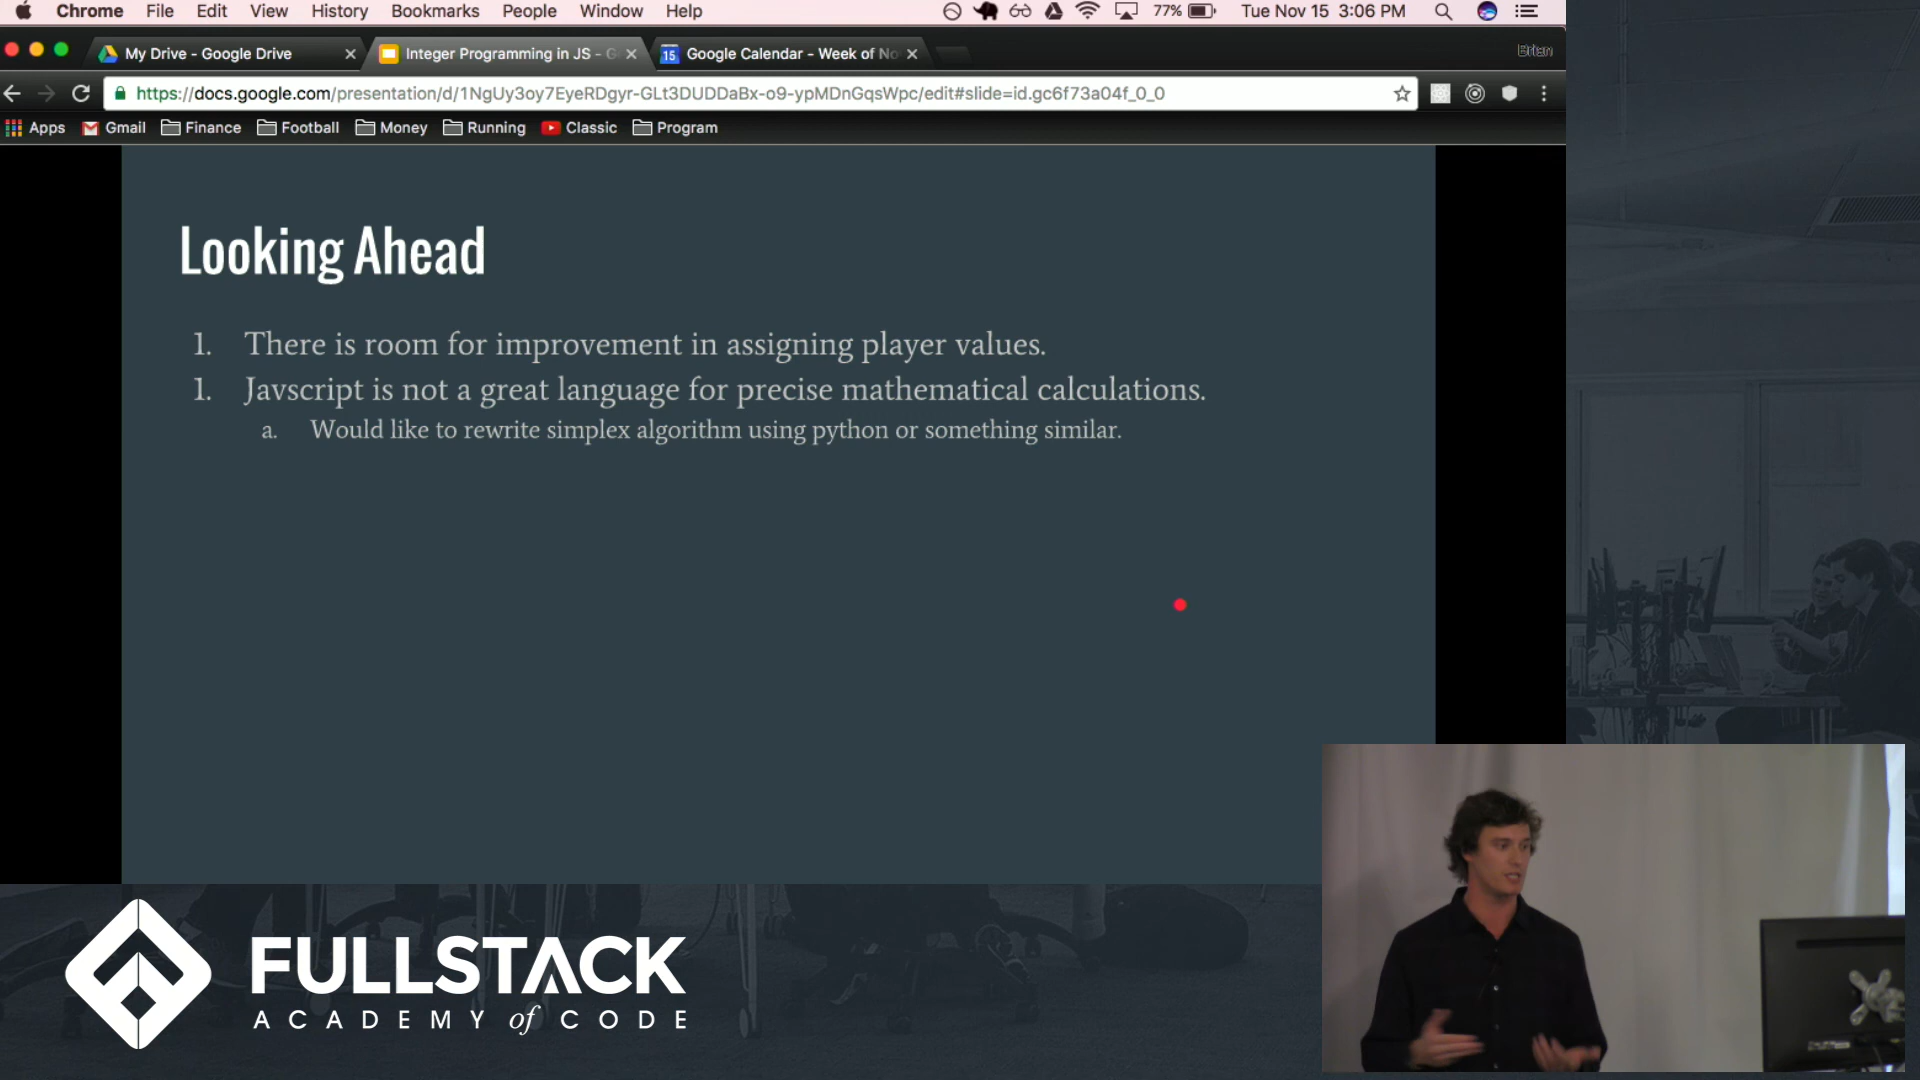 Chrome File Edit View History Bookmarks People Window Help 77% Tue Nov 15 3:06 PM
My Drive - Google Drive Integer Programming in JS - G 15 Google Calendar - Week of No Brian
https://docs.google.com/presentation/d/1NgUy3oy7EyeRDgyr-GLt3DUDDaBx-o9-ypMDnGqsWpc/edit#slide=id.gc6f73a04f_0_0
Apps Gmail Finance Football Money Running Classic Program
Looking Ahead
1. There is room for improvement in assigning player values.
1. Javscript is not a great language for precise mathematical calculations.
a. Would like to rewrite simplex algorithm using python or something similar.
FULLSTACK
ACADEMY of CODE